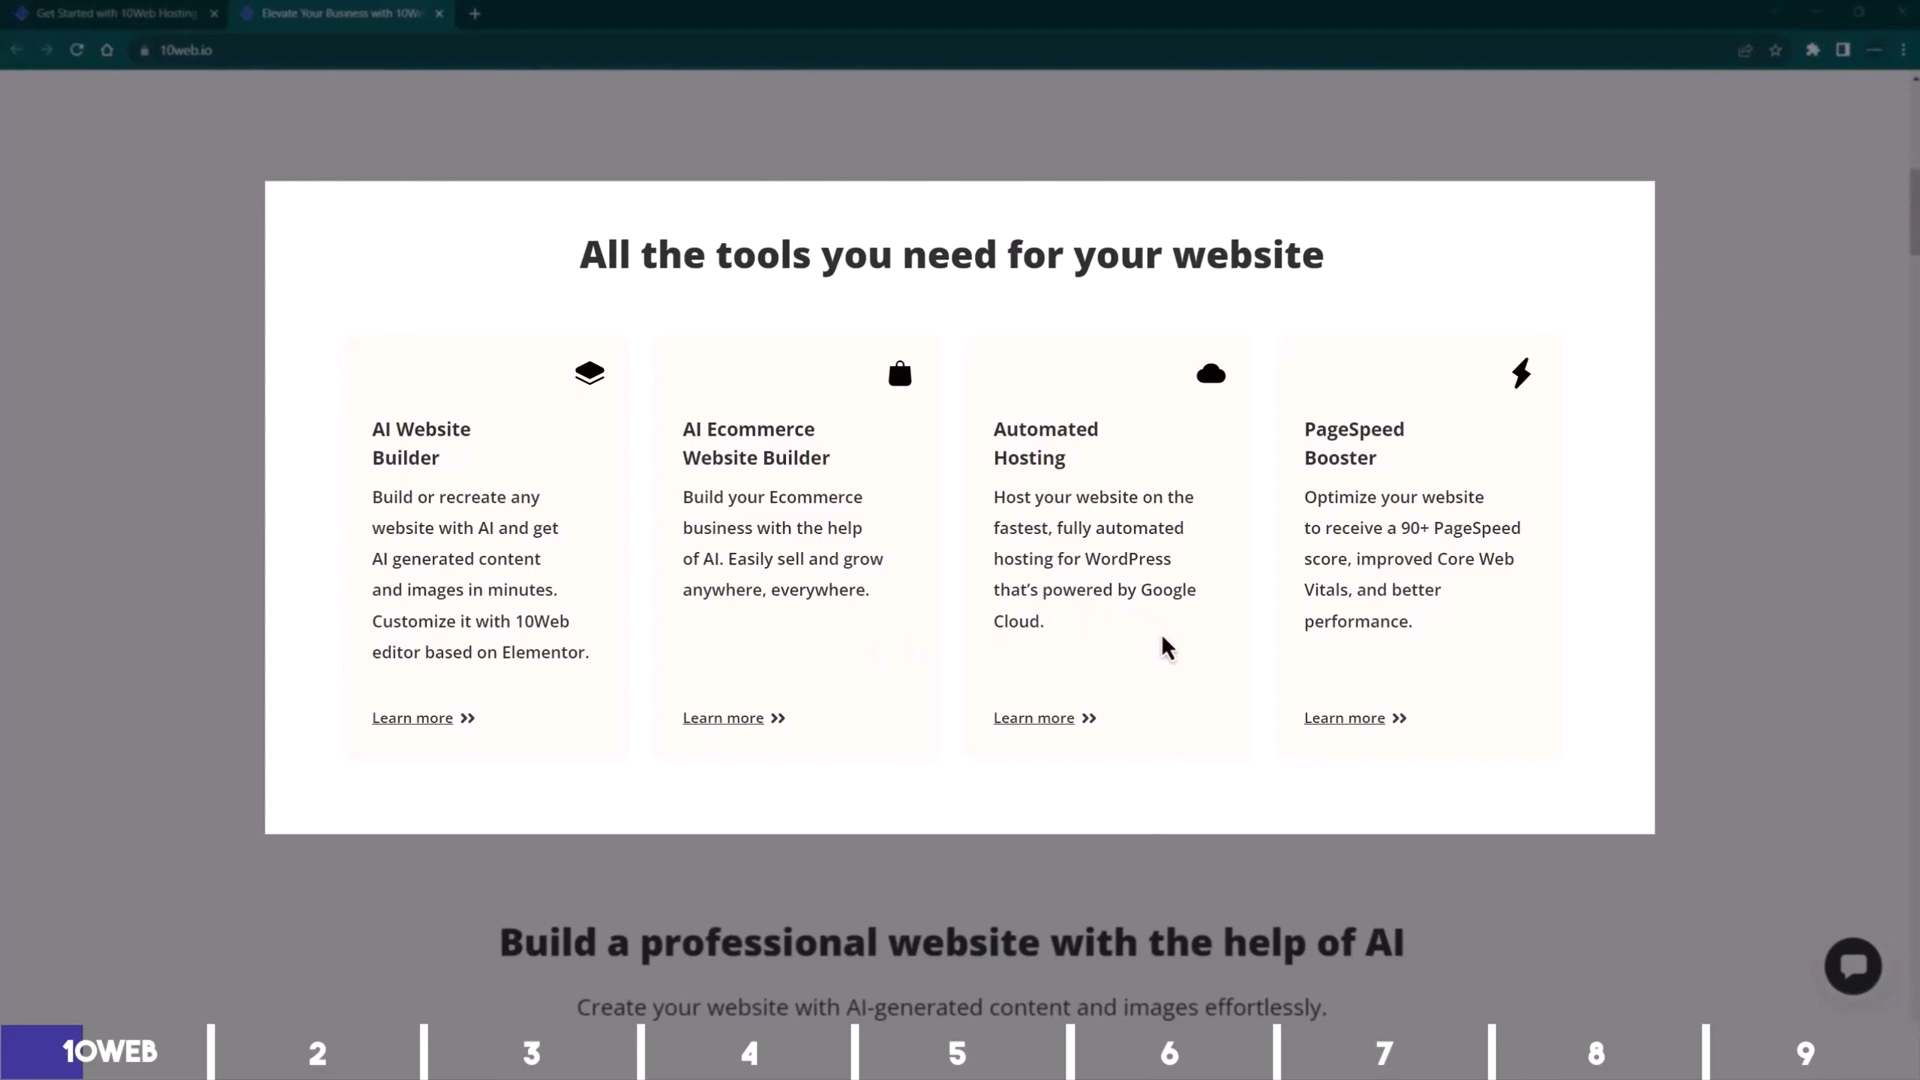 Get Started with 10Web Hosting
Elevate Your Business with 10We
10web.io
All the tools you need for your website
AI Website
Builder
Build or recreate any
website with AI and get
AI generated content
and images in minutes.
Customize it with 10Web
editor based on Elementor.
Learn more
AI Ecommerce
Website Builder
Build your Ecommerce
business with the help
of AI. Easily sell and grow
anywhere, everywhere.
Learn more
Automated
Hosting
Host your website on the
fastest, fully automated
hosting for WordPress
that’s powered by Google
Cloud.
Learn more
PageSpeed
Booster
Optimize your website
to receive a 90+ PageSpeed
score, improved Core Web
Vitals, and better
performance.
Learn more
Build a professional website with the help of AI
Create your website with AI-generated content and images effortlessly.
10WEB 2 3 4 5 6 7 8 9